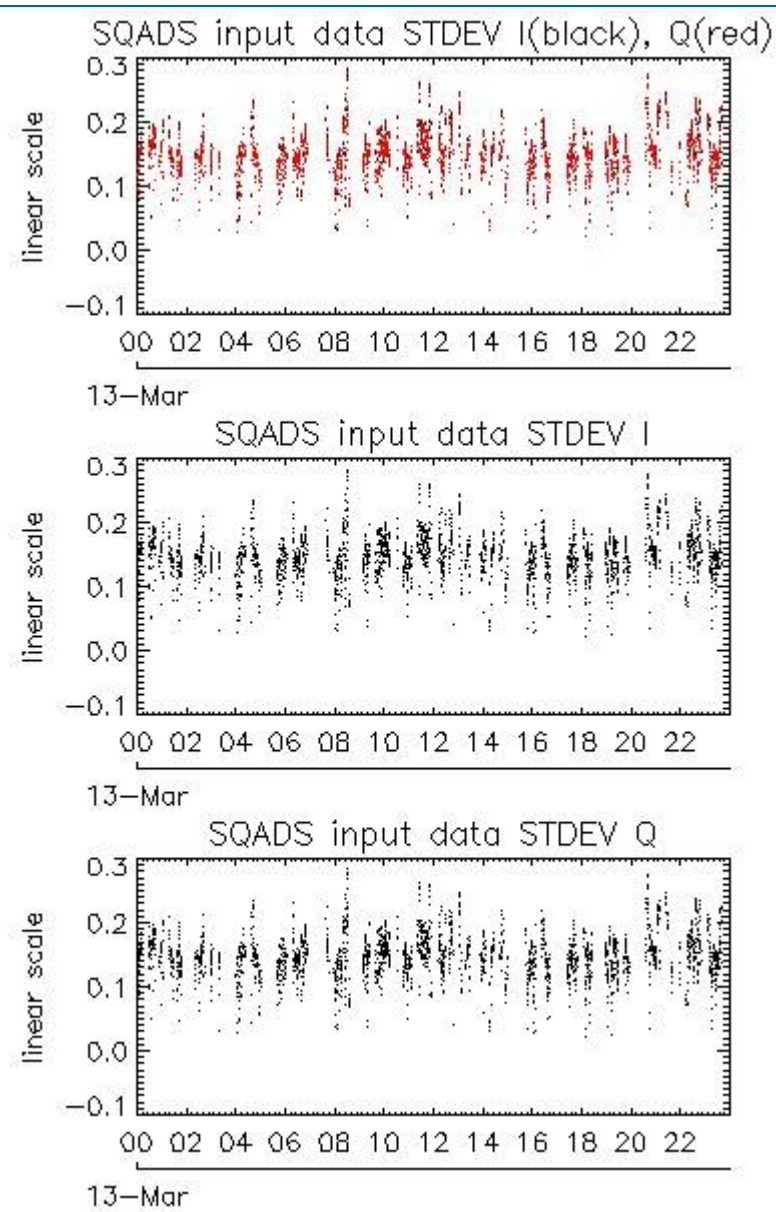 SQADS input data STDEV I(black), Q(red)
0.3
0.2
0.1
0.0
−0.1
linear scale
00 02 04 06 08 10 12 14 16 18 20 22
13−Mar
SQADS input data STDEV I
0.3
0.2
0.1
0.0
−0.1
linear scale
00 02 04 06 08 10 12 14 16 18 20 22
13−Mar
SQADS input data STDEV Q
0.3
0.2
0.1
0.0
−0.1
linear scale
00 02 04 06 08 10 12 14 16 18 20 22
13−Mar